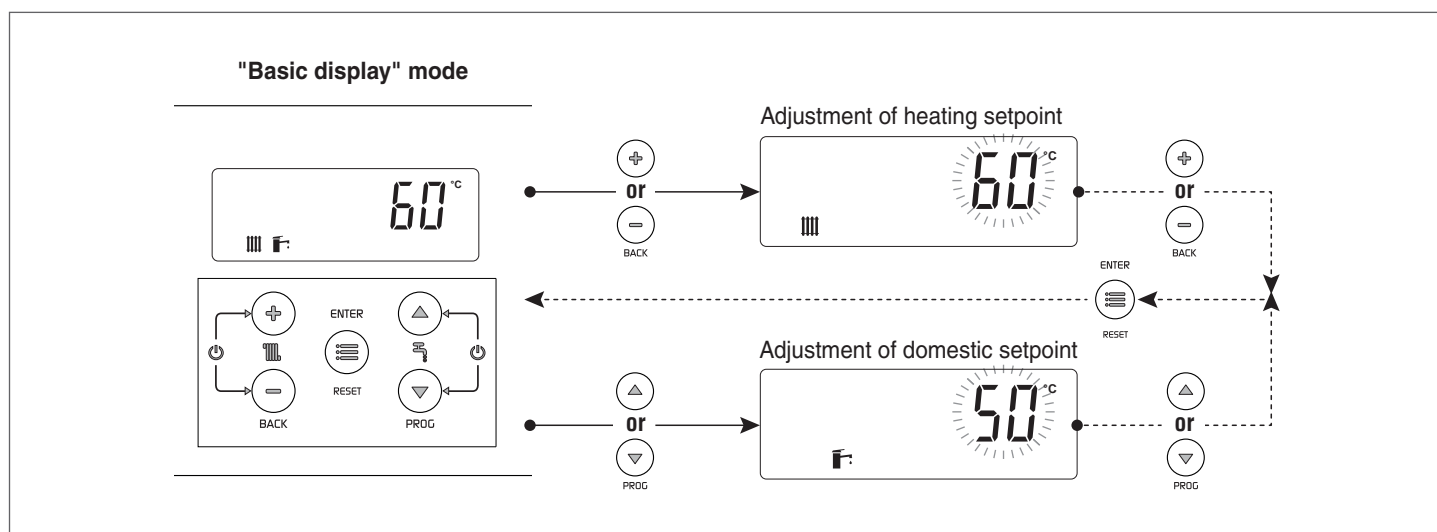 "Basic display" mode
60 °C
ENTER
RESET
BACK
PROG
or
BACK
Adjustment of heating setpoint
60 °C
or
BACK
ENTER
RESET
or
PROG
Adjustment of domestic setpoint
50 °C
or
PROG